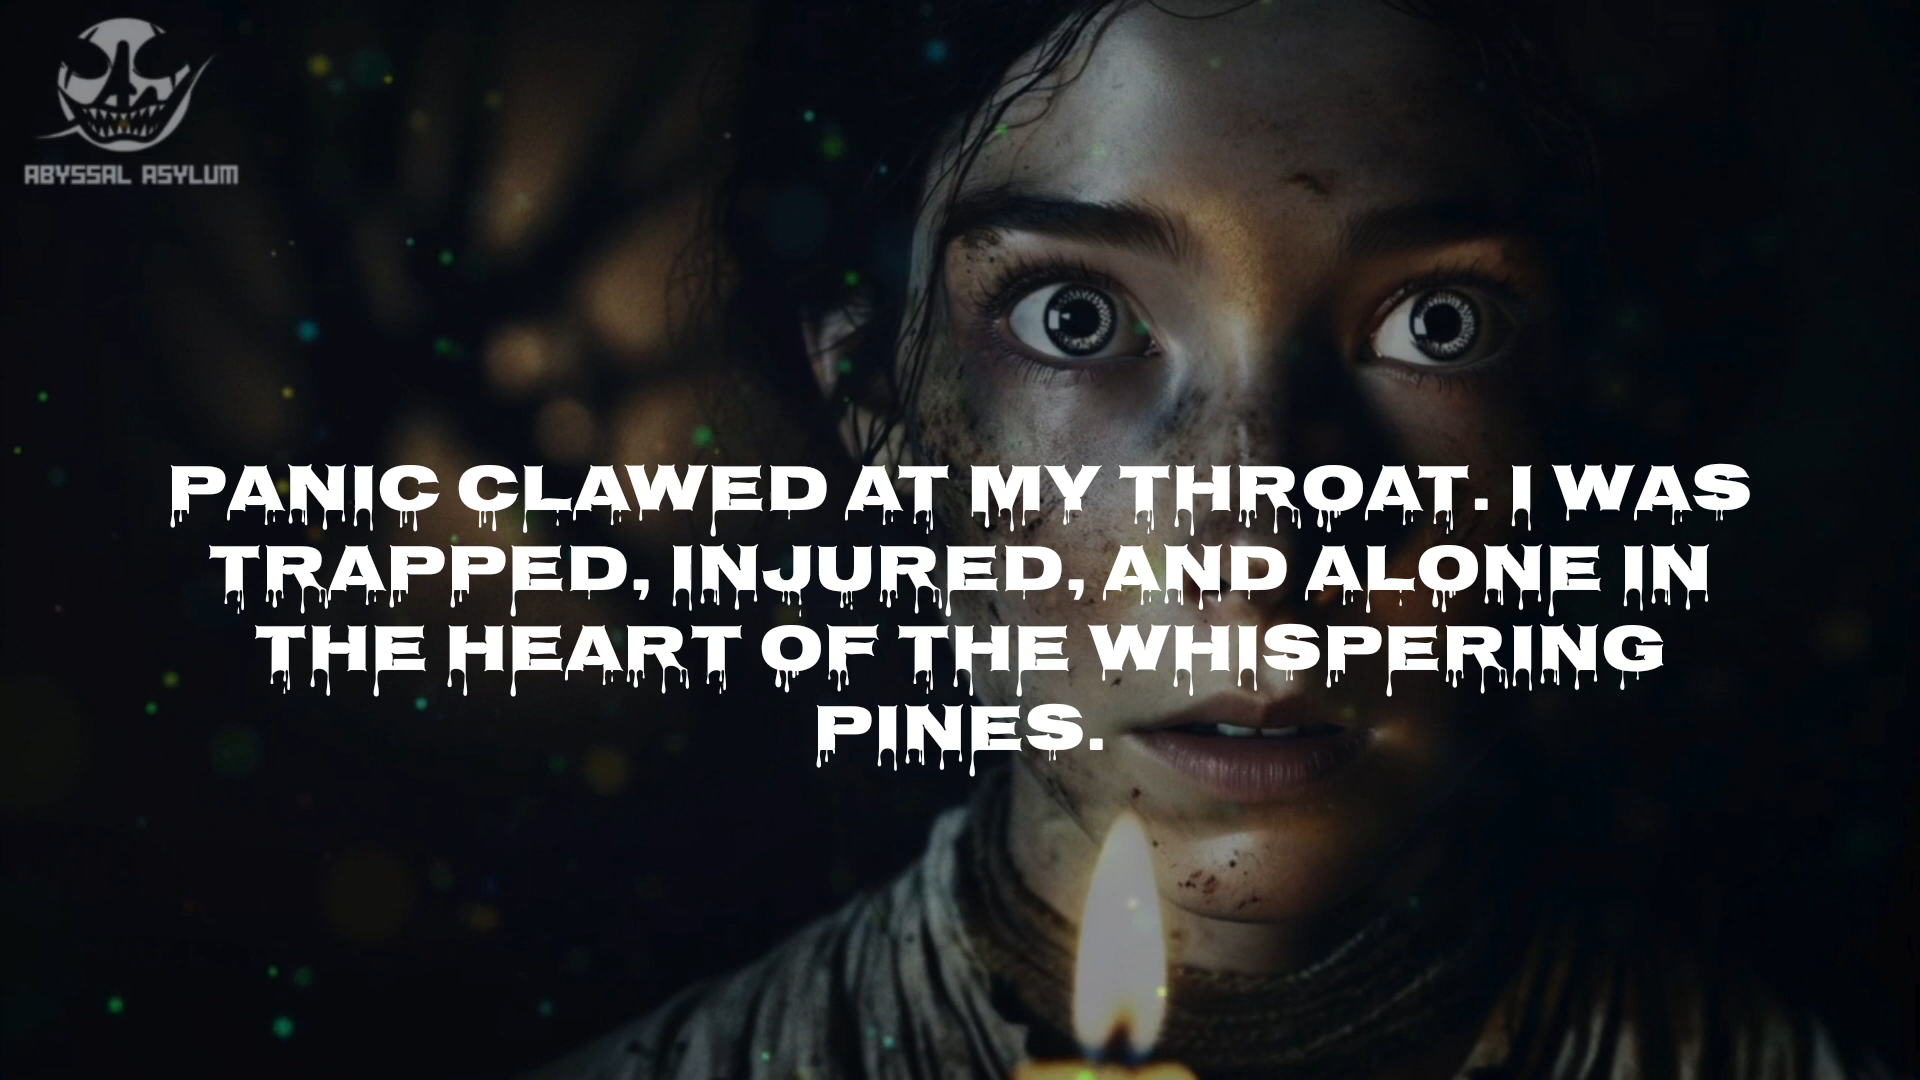 ABYSSAL ASYLUM
PANIC CLAWED AT MY THROAT. I WAS
TRAPPED, INJURED, AND ALONE IN
THE HEART OF THE WHISPERING
PINES.